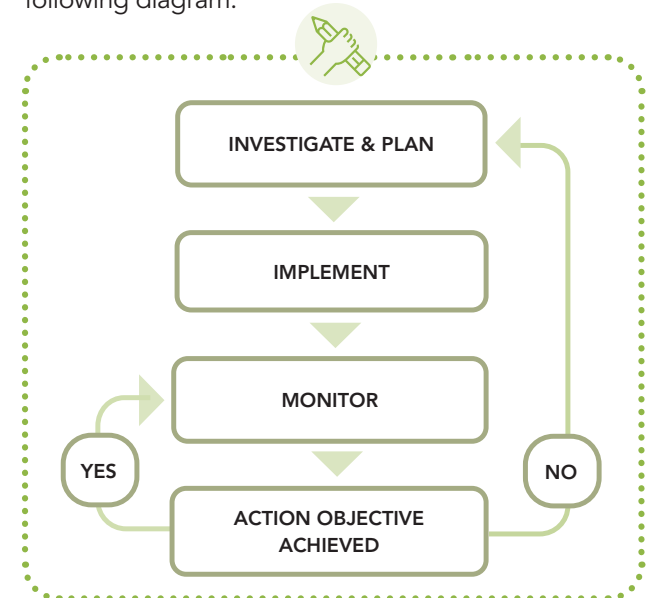 following diagram:
INVESTIGATE & PLAN
IMPLEMENT
MONITOR
YES
NO
ACTION OBJECTIVE
ACHIEVED